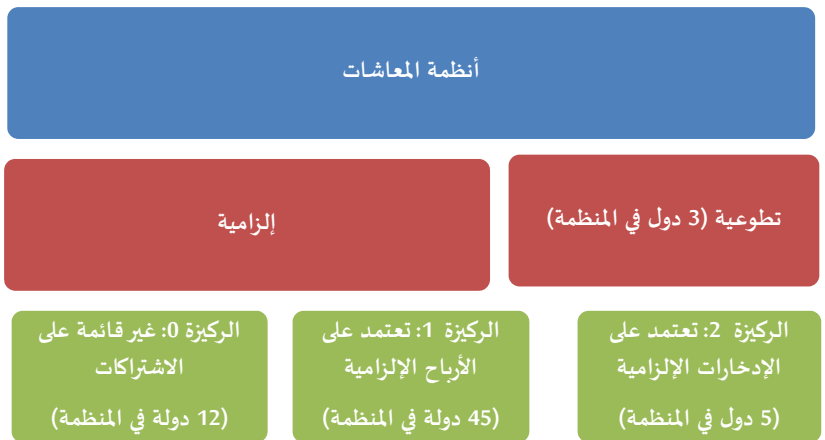 أنظمة المعاشات
تطوعية (3 دول في المنظمة)
إلزامية
الركيزة 2: تعتمد على
الإدخارات الإلزامية
(5 دول في المنظمة)
الركيزة 1: تعتمد على
الأرباح الإلزامية
(45 دولة في المنظمة)
الركيزة 0: غير قائمة على
الاشتراكات
(12 دولة في المنظمة)